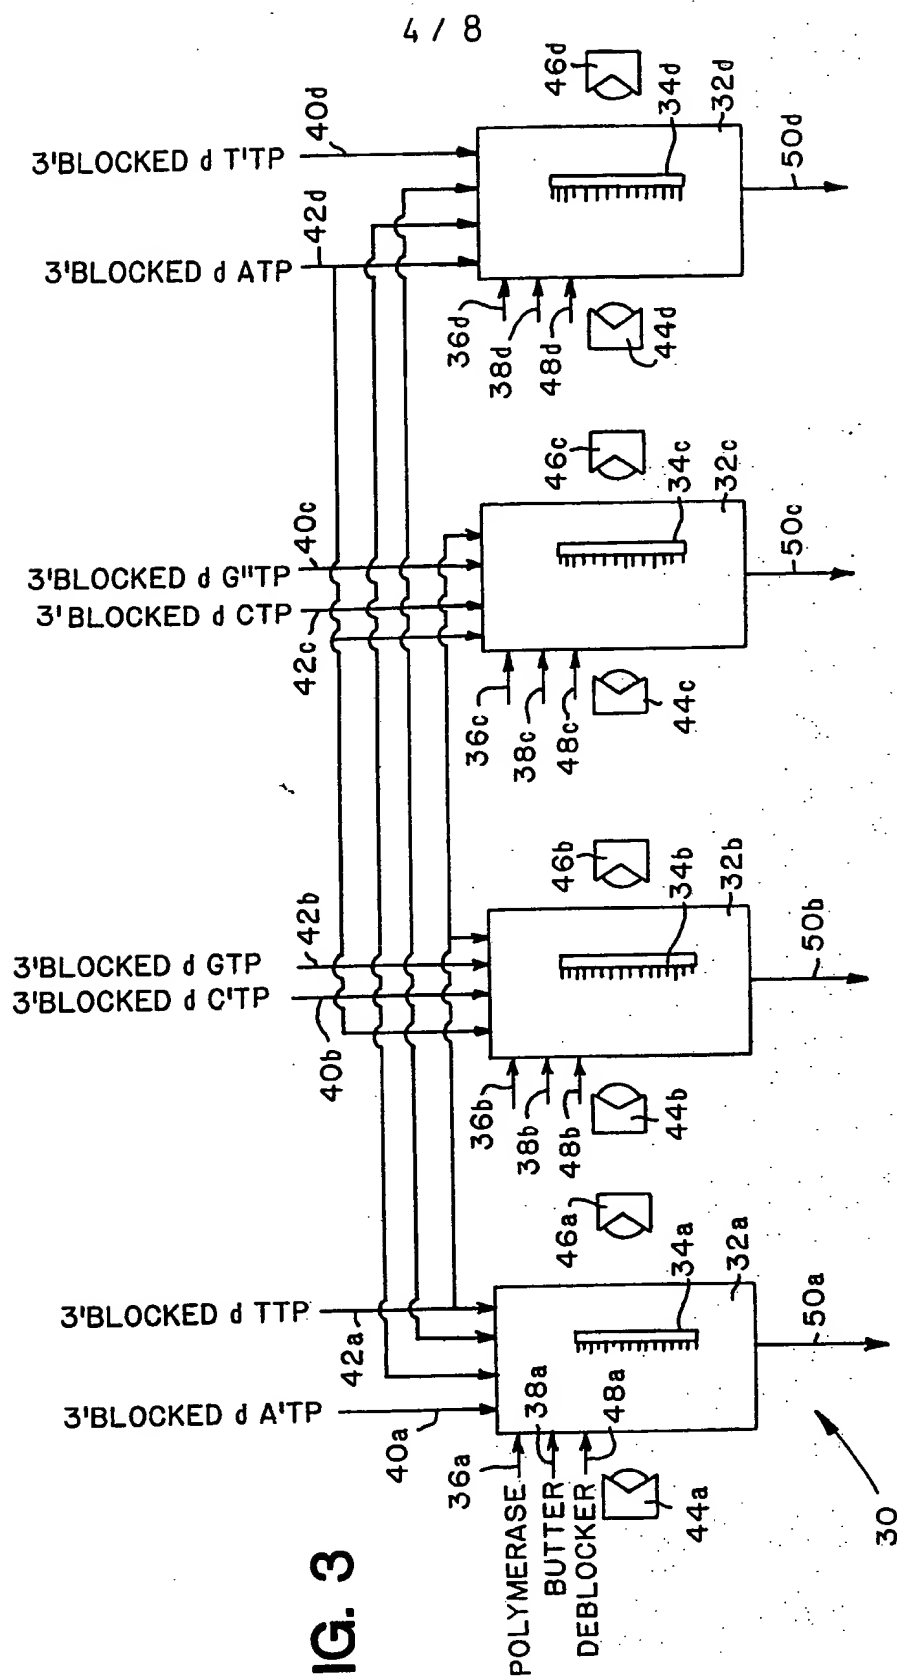 4 / 8
3'BLOCKED d T'TP
40d
42d
3'BLOCKED d ATP
46d
34d
32d
50d
36d
38d
48d
44d
3'BLOCKED d G"TP
40c
3'BLOCKED d CTP
42c
46c
34c
32c
50c
36c
38c
48c
44c
3'BLOCKED d GTP
42b
3'BLOCKED d C'TP
40b
46b
34b
32b
50b
36b
38b
48b
44b
3'BLOCKED d TTP
42a
3'BLOCKED d A'TP
40a
46a
34a
32a
50a
36a
38a
48a
44a
POLYMERASE
BUTTER
DEBLOCKER
30
IG. 3